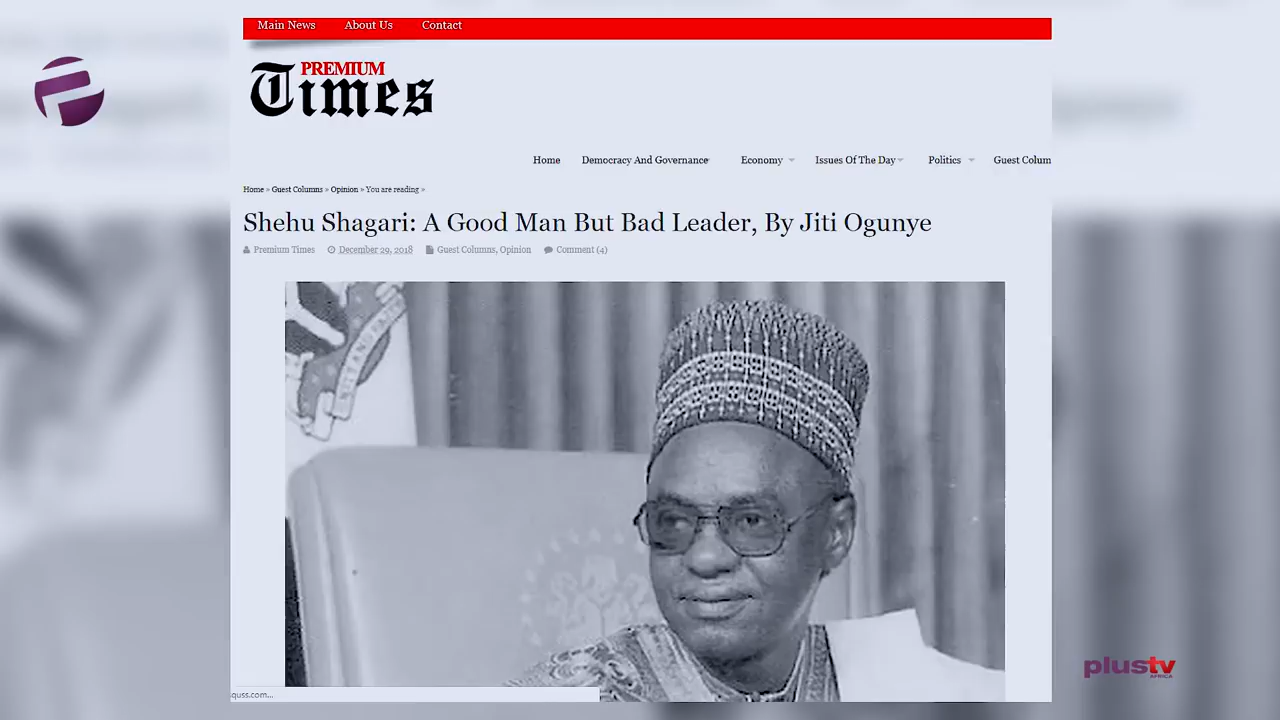 Main News About Us Contact
PREMIUM
Times
Home Democracy And Governance Economy Issues Of The Day Politics Guest Colum
Home » Guest Columns » Opinion » You are reading »
Shehu Shagari: A Good Man But Bad Leader, By Jiti Ogunye
Premium Times December 29, 2018 Guest Columns, Opinion Comment (4)
quss.com...
plustv
AFRICA